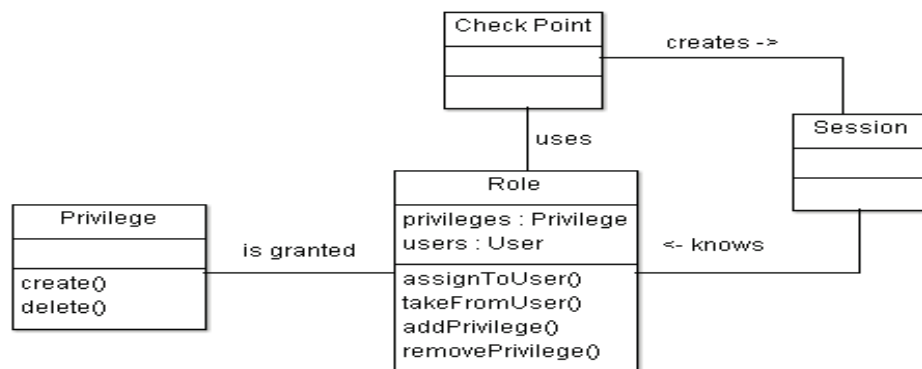 Check Point
creates ->
Session
uses
Role
privileges : Privilege
users : User
assignToUser()
takeFromUser()
addPrivilege()
removePrivilege()
Privilege
create()
delete()
is granted
<- knows